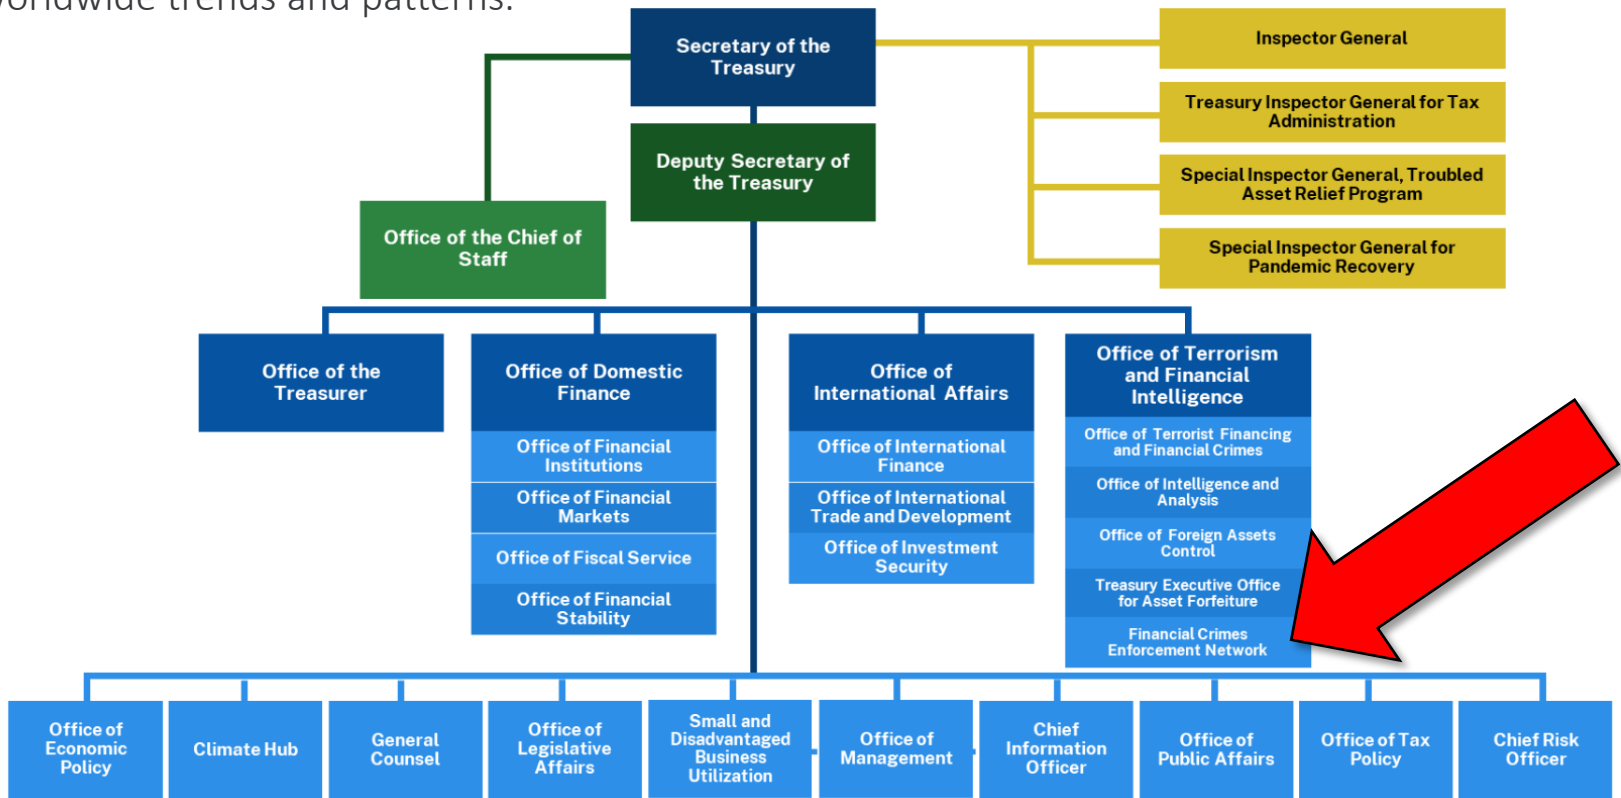 worldwide trends and patterns.
Secretary of the
Treasury
Inspector General
Treasury Inspector General for Tax
Administration
Deputy Secretary of
the Treasury
Special Inspector General, Troubled
Asset Relief Program
Office of the Chief of
Staff
Special Inspector General for
Pandemic Recovery
Office of the
Treasurer
Office of Domestic
Finance
Office of Financial
Institutions
Office of Financial
Markets
Office of Fiscal Service
Office of Financial
Stability
Office of
International Affairs
Office of International
Finance
Office of International
Trade and Development
Office of Investment
Security
Office of Terrorism
and Financial
Intelligence
Office of Terrorist Financing
and Financial Crimes
Office of Intelligence and
Analysis
Office of Foreign Assets
Control
Treasury Executive Office
for Asset Forfeiture
Financial Crimes
Enforcement Network
Office of
Economic
Policy
Climate Hub
General
Counsel
Office of
Legislative
Affairs
Small and
Disadvantaged
Business
Utilization
Office of
Management
Chief
Information
Officer
Office of
Public Affairs
Office of Tax
Policy
Chief Risk
Officer